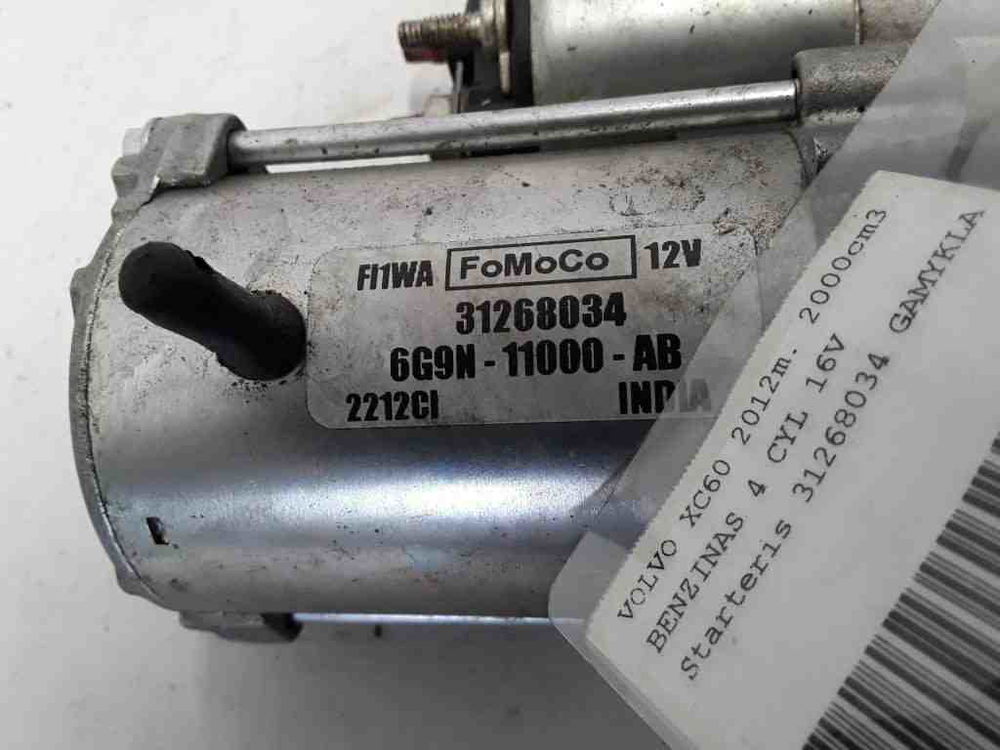 FI1WA FoMoCo 12V
31268034
6G9N - 11000 - AB
2212CI INDIA
VOLVO XC60 2012m. 2000cm3
BENZINAS 4 CYL 16V
Starteris 31268034 GAMYKLA